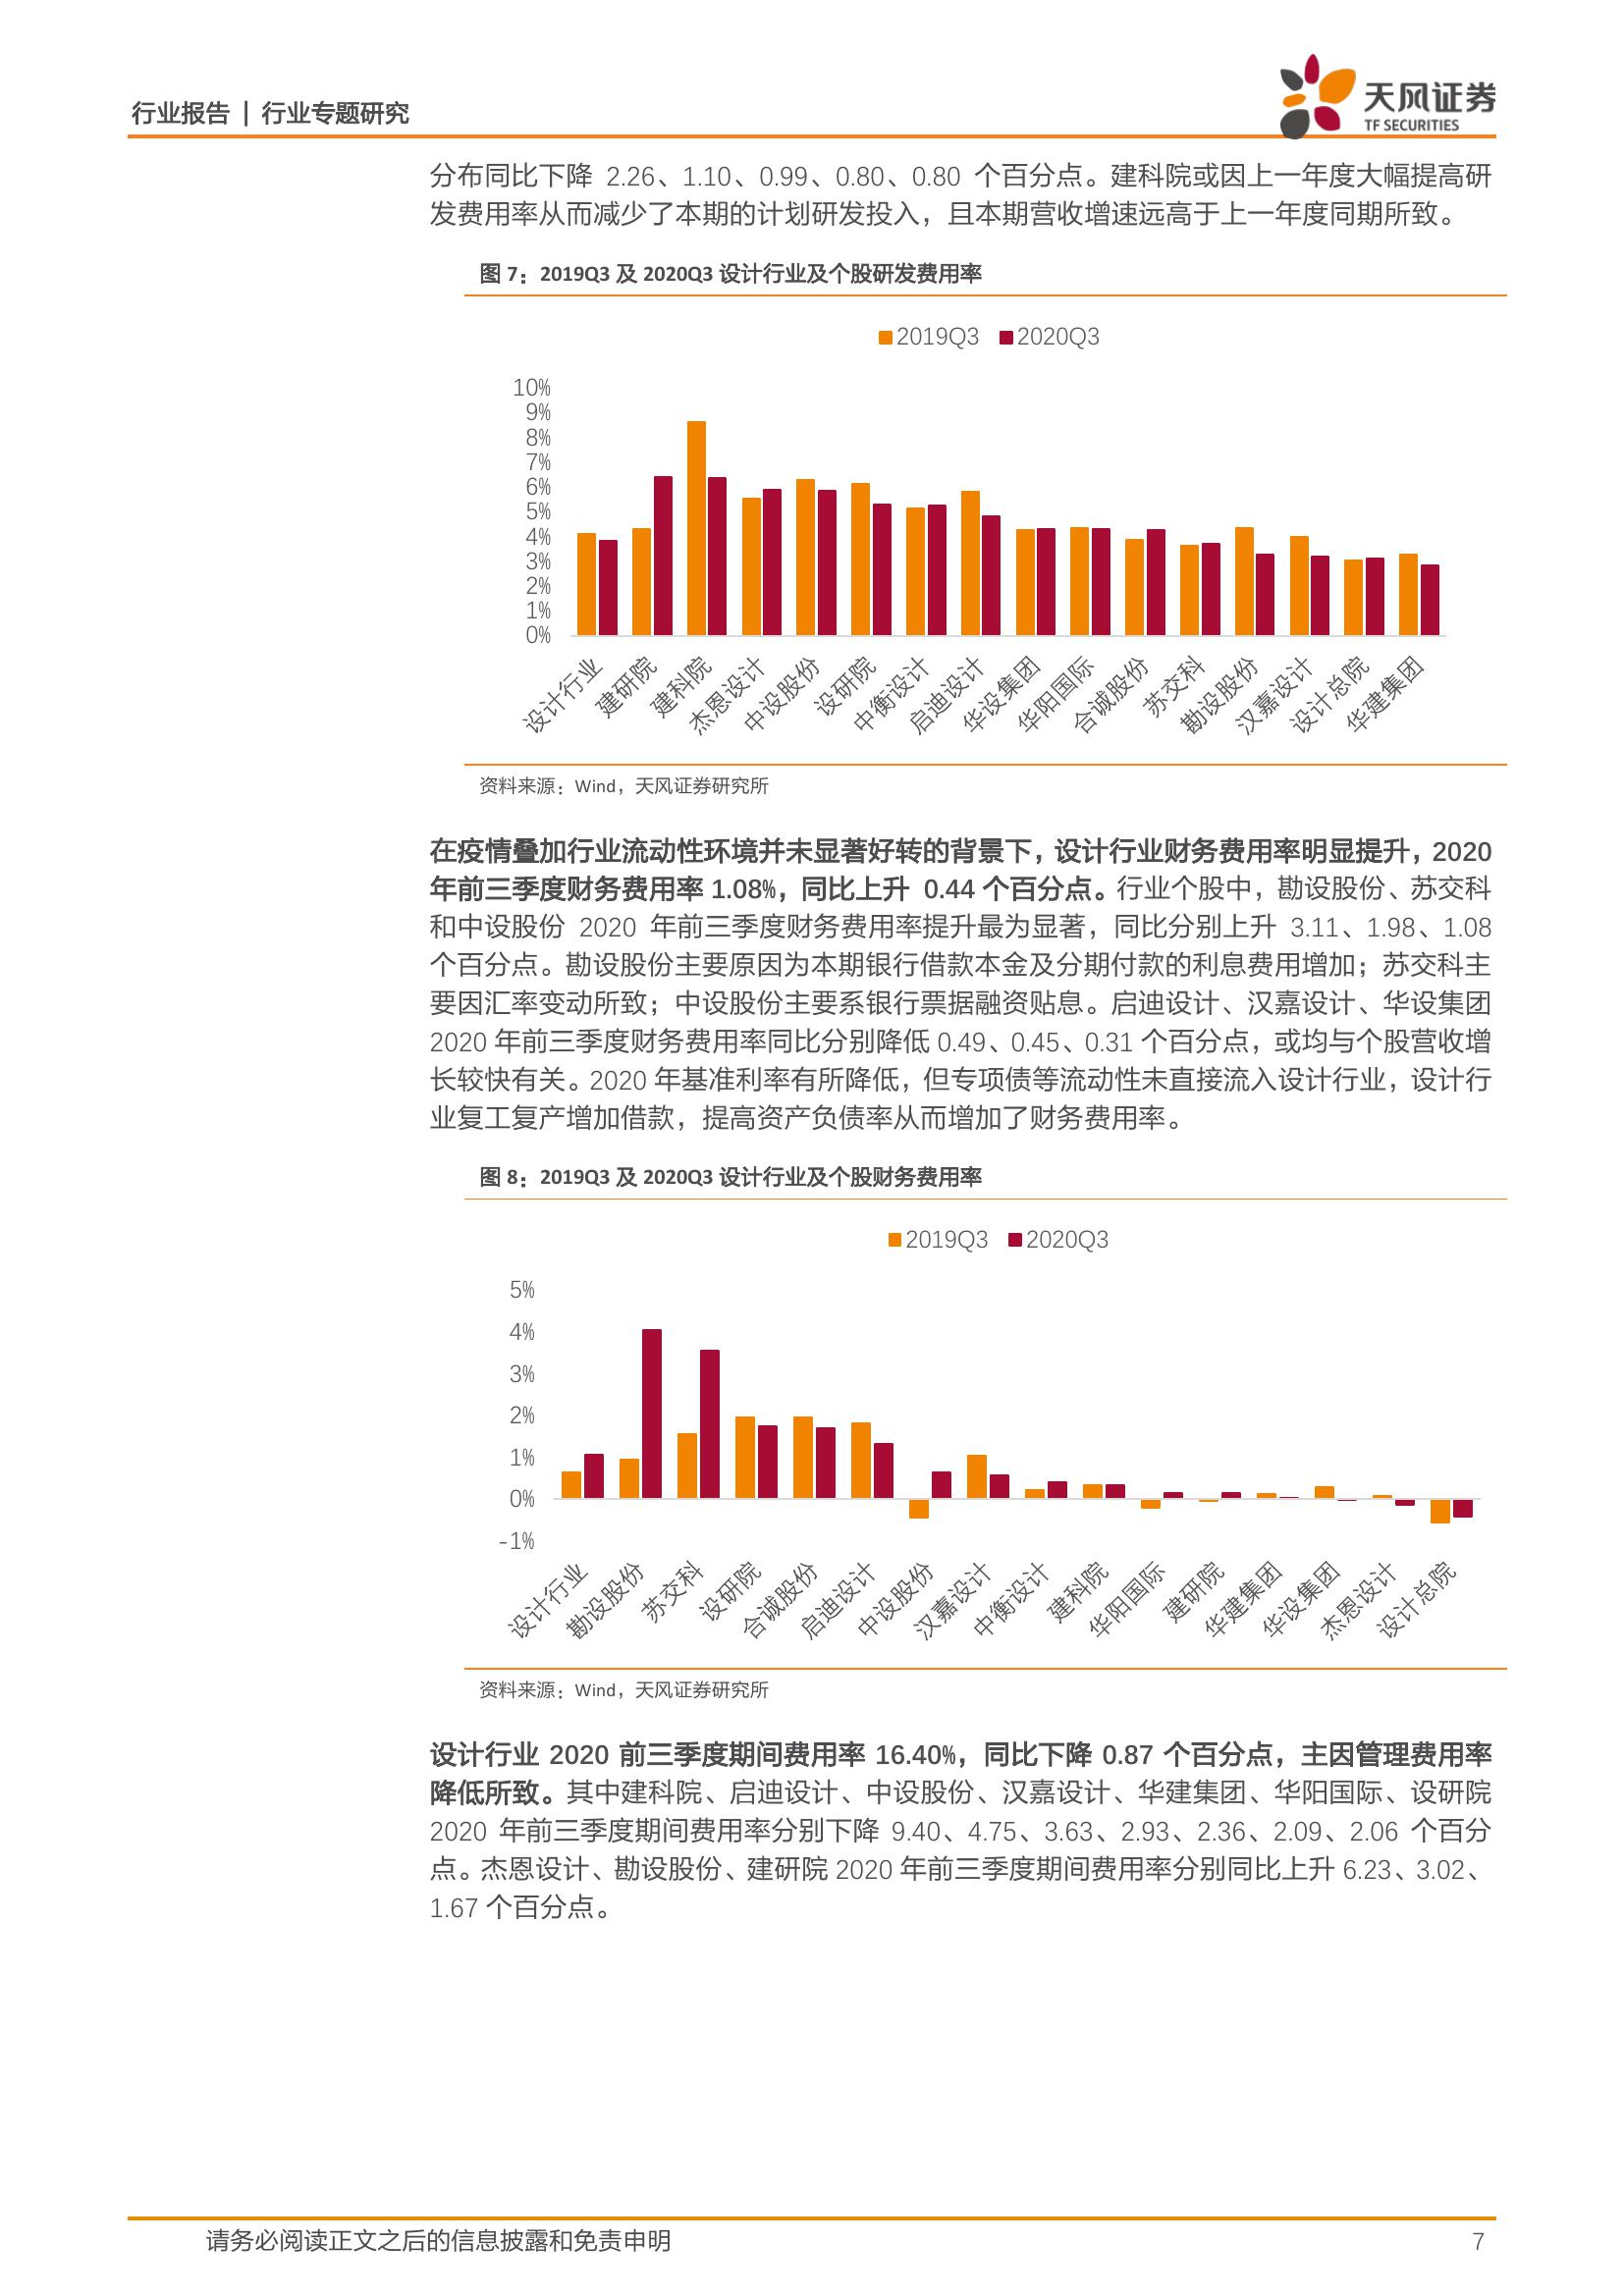 行业报告 | 行业专题研究
天风证券
TF SECURITIES
分布同比下降 2.26、1.10、0.99、0.80、0.80 个百分点。建科院或因上一年度大幅提高研
发费用率从而减少了本期的计划研发投入，且本期营收增速远高于上一年度同期所致。
图 7：2019Q3 及 2020Q3 设计行业及个股研发费用率
2019Q3 2020Q3
10%
9%
8%
7%
6%
5%
4%
3%
2%
1%
0%
设计行业 建研院 建科院 杰恩设计 中设股份 设研院 中衡设计 启迪设计 华设集团 华阳国际 合诚股份 苏交科 勘设股份 汉嘉设计 设计总院 华建集团
资料来源：Wind，天风证券研究所
在疫情叠加行业流动性环境并未显著好转的背景下，设计行业财务费用率明显提升，2020
年前三季度财务费用率 1.08%，同比上升 0.44 个百分点。行业个股中，勘设股份、苏交科
和中设股份 2020 年前三季度财务费用率提升最为显著，同比分别上升 3.11、1.98、1.08
个百分点。勘设股份主要原因为本期银行借款本金及分期付款的利息费用增加；苏交科主
要因汇率变动所致；中设股份主要系银行票据融资贴息。启迪设计、汉嘉设计、华设集团
2020 年前三季度财务费用率同比分别降低 0.49、0.45、0.31 个百分点，或均与个股营收增
长较快有关。2020 年基准利率有所降低，但专项债等流动性未直接流入设计行业，设计行
业复工复产增加借款，提高资产负债率从而增加了财务费用率。
图 8：2019Q3 及 2020Q3 设计行业及个股财务费用率
2019Q3 2020Q3
5%
4%
3%
2%
1%
0%
-1%
设计行业 勘设股份 苏交科 设研院 合诚股份 启迪设计 中设股份 汉嘉设计 中衡设计 建科院 华阳国际 建研院 华建集团 华设集团 杰恩设计 设计总院
资料来源：Wind，天风证券研究所
设计行业 2020 前三季度期间费用率 16.40%，同比下降 0.87 个百分点，主因管理费用率
降低所致。其中建科院、启迪设计、中设股份、汉嘉设计、华建集团、华阳国际、设研院
2020 年前三季度期间费用率分别下降 9.40、4.75、3.63、2.93、2.36、2.09、2.06 个百分
点。杰恩设计、勘设股份、建研院 2020 年前三季度期间费用率分别同比上升 6.23、3.02、
1.67 个百分点。
请务必阅读正文之后的信息披露和免责申明
7